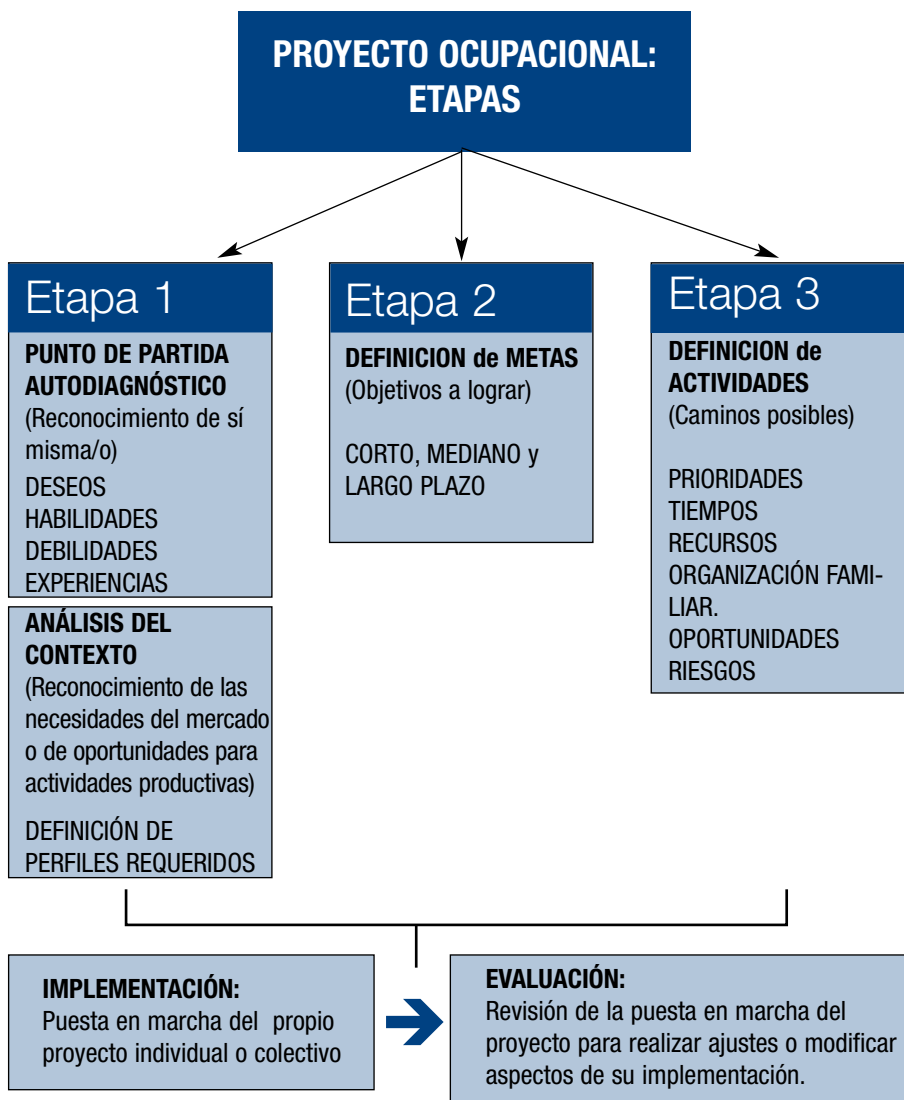 PROYECTO OCUPACIONAL:
ETAPAS
Etapa 1
PUNTO DE PARTIDA
AUTODIAGNÓSTICO
(Reconocimiento de sí
misma/o)
DESEOS
HABILIDADES
DEBILIDADES
EXPERIENCIAS
ANÁLISIS DEL
CONTEXTO
(Reconocimiento de las
necesidades del mercado
o de oportunidades para
actividades productivas)
DEFINICIÓN DE
PERFILES REQUERIDOS
Etapa 2
DEFINICION de METAS
(Objetivos a lograr)
CORTO, MEDIANO y
LARGO PLAZO
Etapa 3
DEFINICION de
ACTIVIDADES
(Caminos posibles)
PRIORIDADES
TIEMPOS
RECURSOS
ORGANIZACIÓN FAMI-
LIAR.
OPORTUNIDADES
RIESGOS
IMPLEMENTACIÓN:
Puesta en marcha del propio
proyecto individual o colectivo
EVALUACIÓN:
Revisión de la puesta en marcha del
proyecto para realizar ajustes o modificar
aspectos de su implementación.